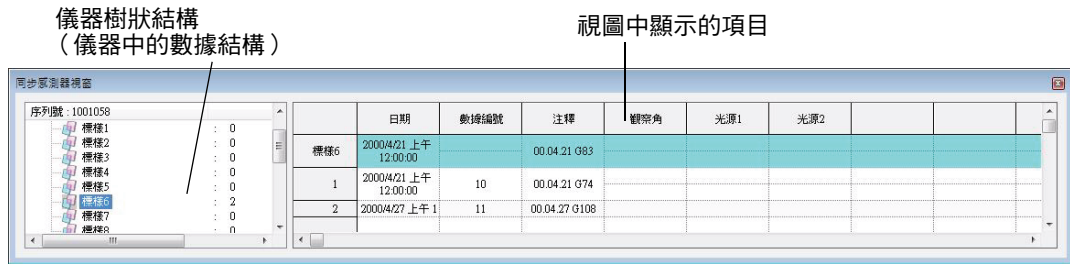 儀器樹狀結構
（儀器中的數據結構）
視圖中顯示的項目
同步感測器視窗
序列號 : 1001058
標樣1 : 0
標樣2 : 0
標樣3 : 0
標樣4 : 0
標樣5 : 0
標樣6 : 2
標樣7 : 0
標樣8 : 0
日期 數據編號 注釋 觀察角 光源1 光源2
標樣6 2000/4/21 上午 12:00:00 00.04.21 G83
1 2000/4/21 上午 12:00:00 10 00.04.21 G74
2 2000/4/27 上午 1 11 00.04.27 G108